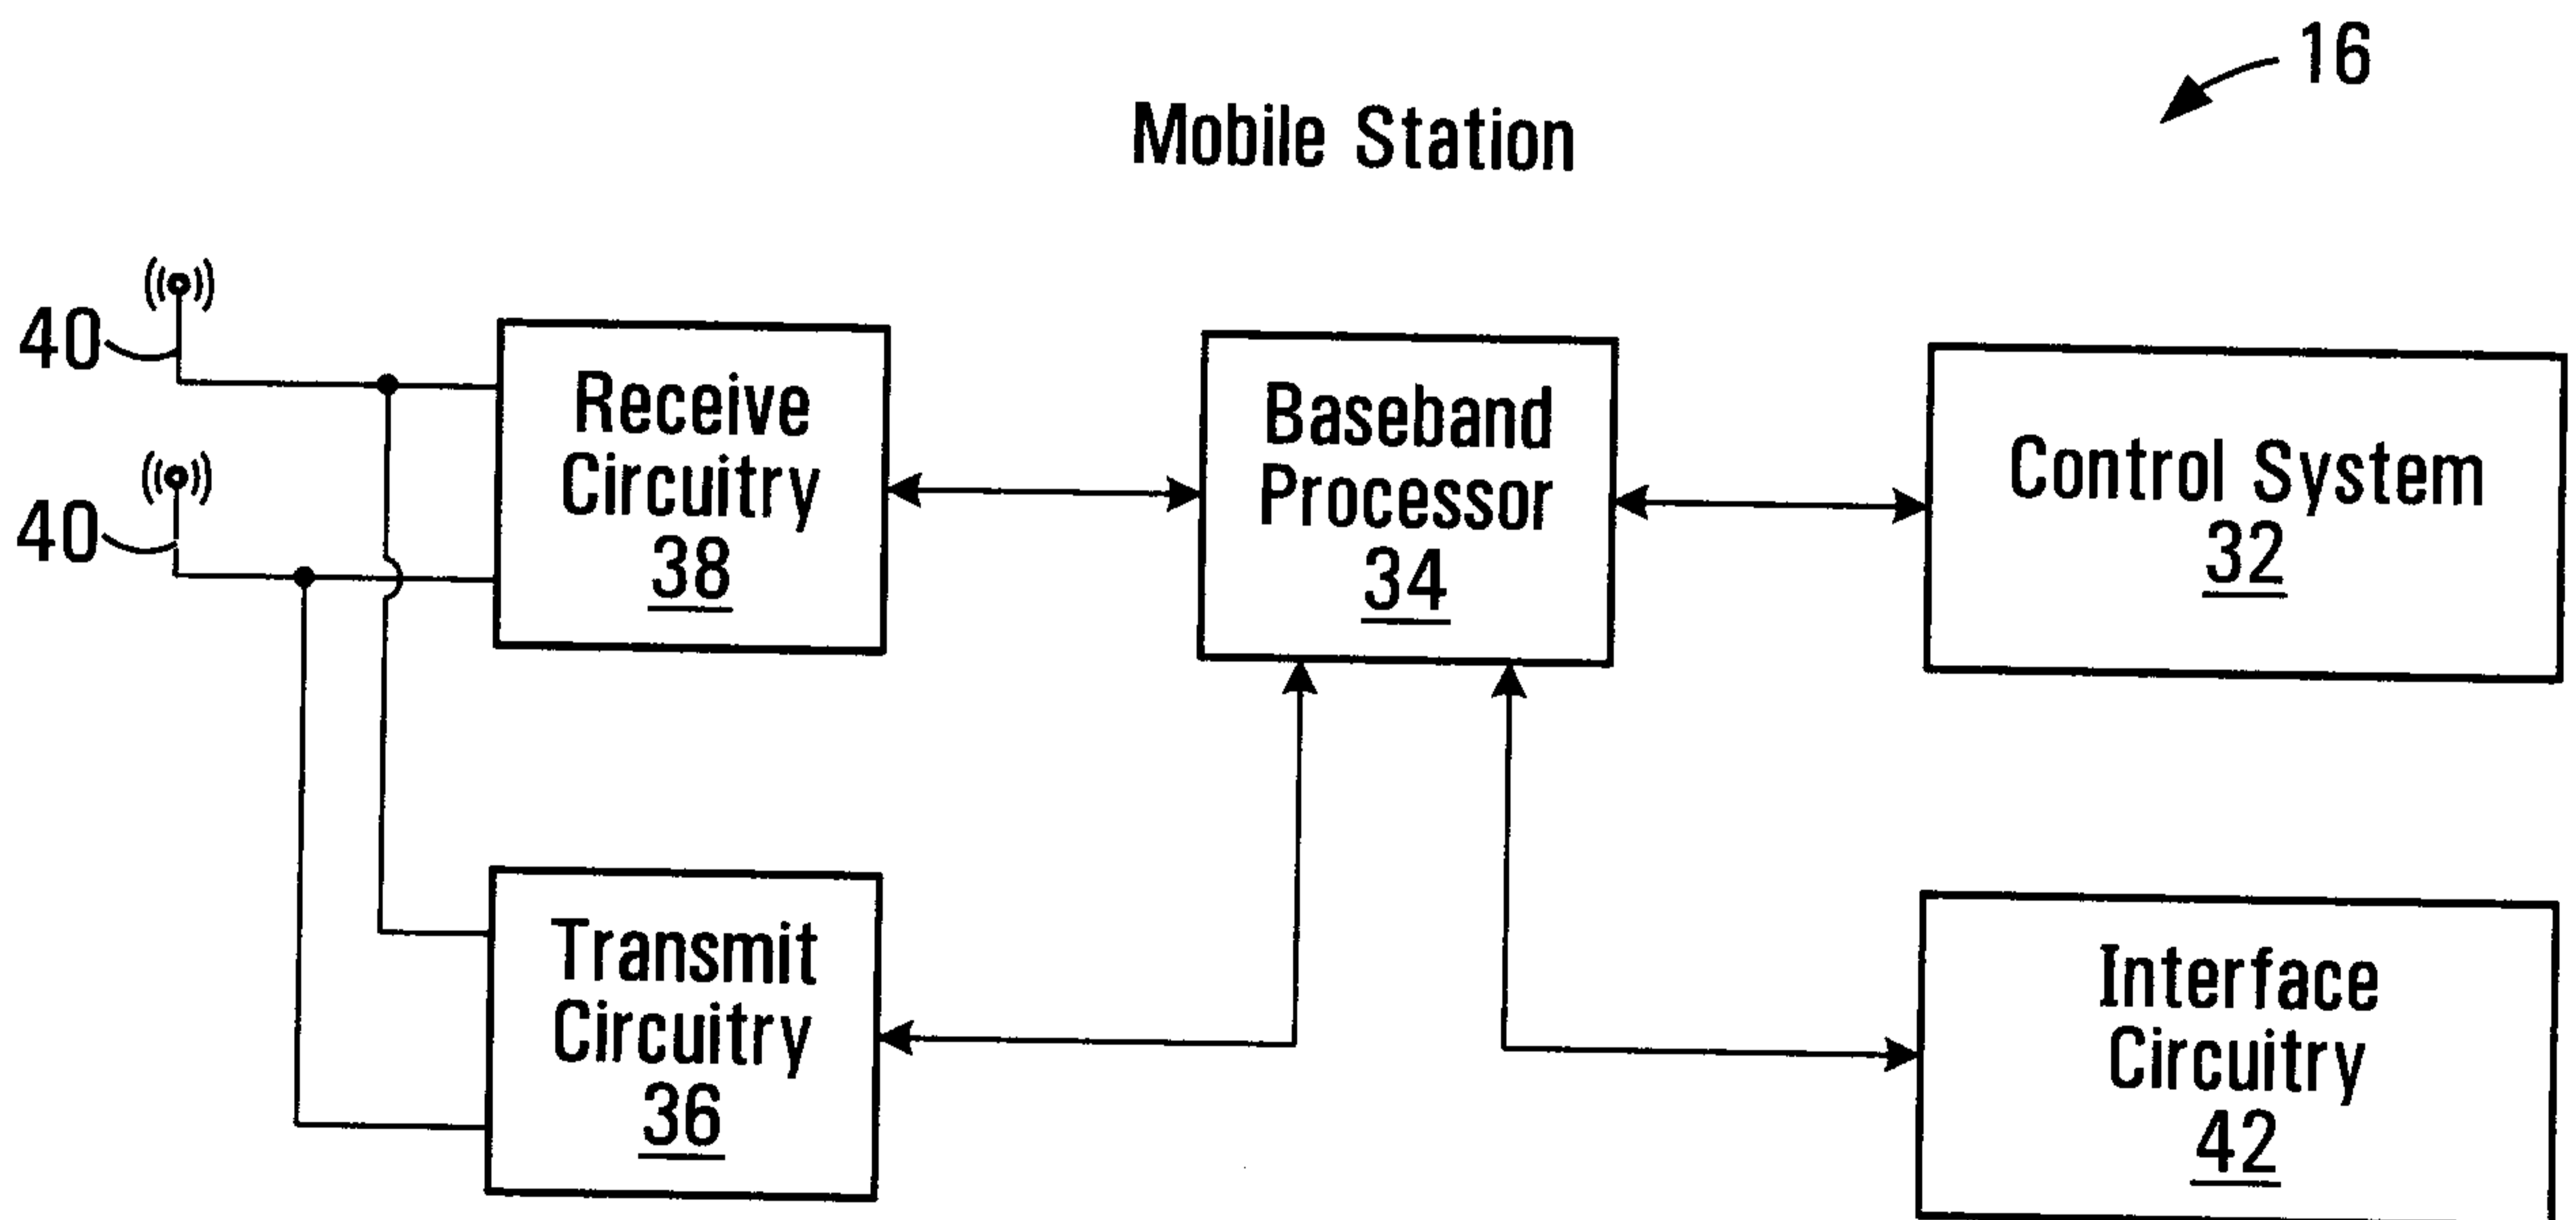 16
Mobile Station
40
40
Receive
Circuitry
38
Baseband
Processor
34
Control System
32
Transmit
Circuitry
36
Interface
Circuitry
42